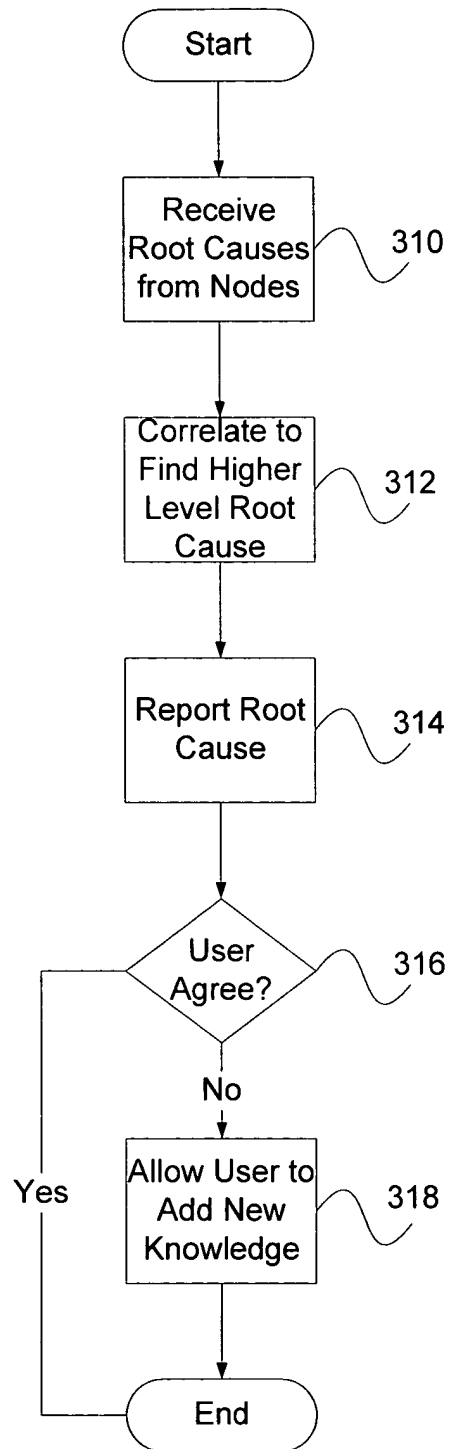 Start
Receive
Root Causes
from Nodes
310
Correlate to
Find Higher
Level Root
Cause
312
Report Root
Cause
314
User
Agree?
316
No
Yes
Allow User to
Add New
Knowledge
318
End